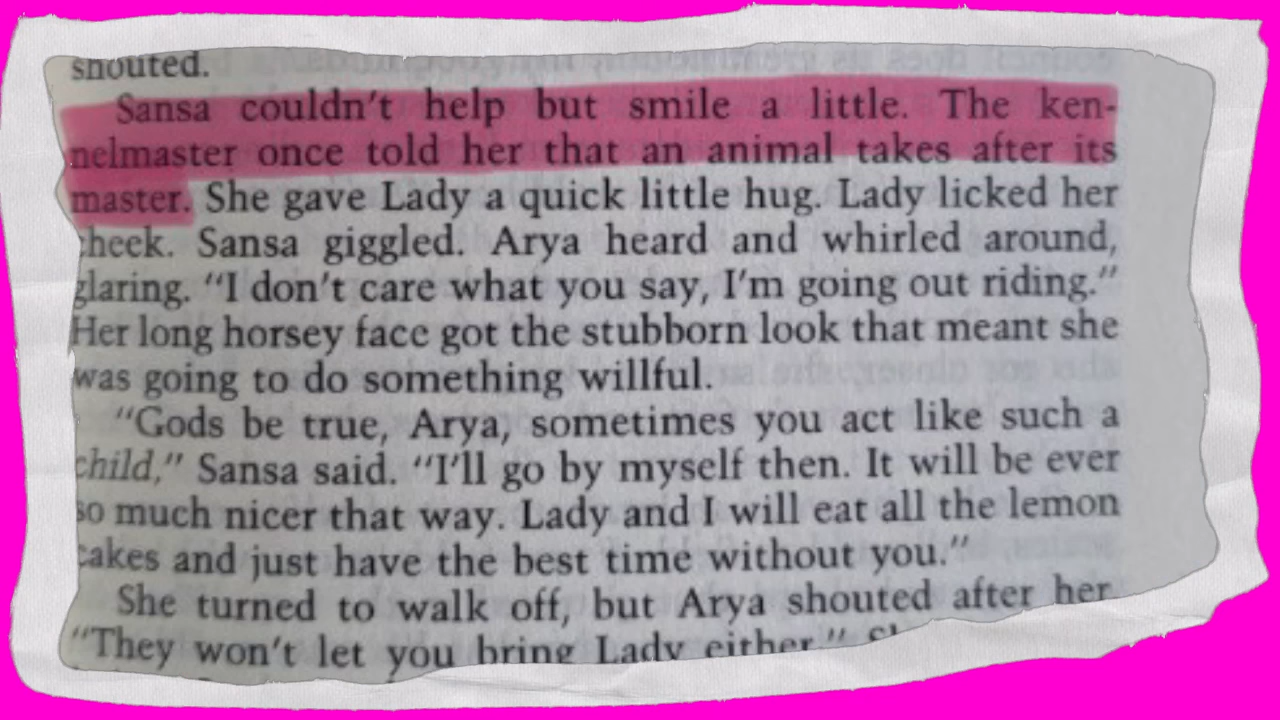 shouted.
Sansa couldn't help but smile a little. The ken-
nelmaster once told her that an animal takes after its
master. She gave Lady a quick little hug. Lady licked her
cheek. Sansa giggled. Arya heard and whirled around,
glaring. “I don't care what you say, I'm going out riding.”
Her long horsey face got the stubborn look that meant she
was going to do something willful.
“Gods be true, Arya, sometimes you act like such a
child,” Sansa said. “I'll go by myself then. It will be ever
so much nicer that way. Lady and I will eat all the lemon
cakes and just have the best time without you.”
She turned to walk off, but Arya shouted after her,
“They won't let you bring Lady either.”